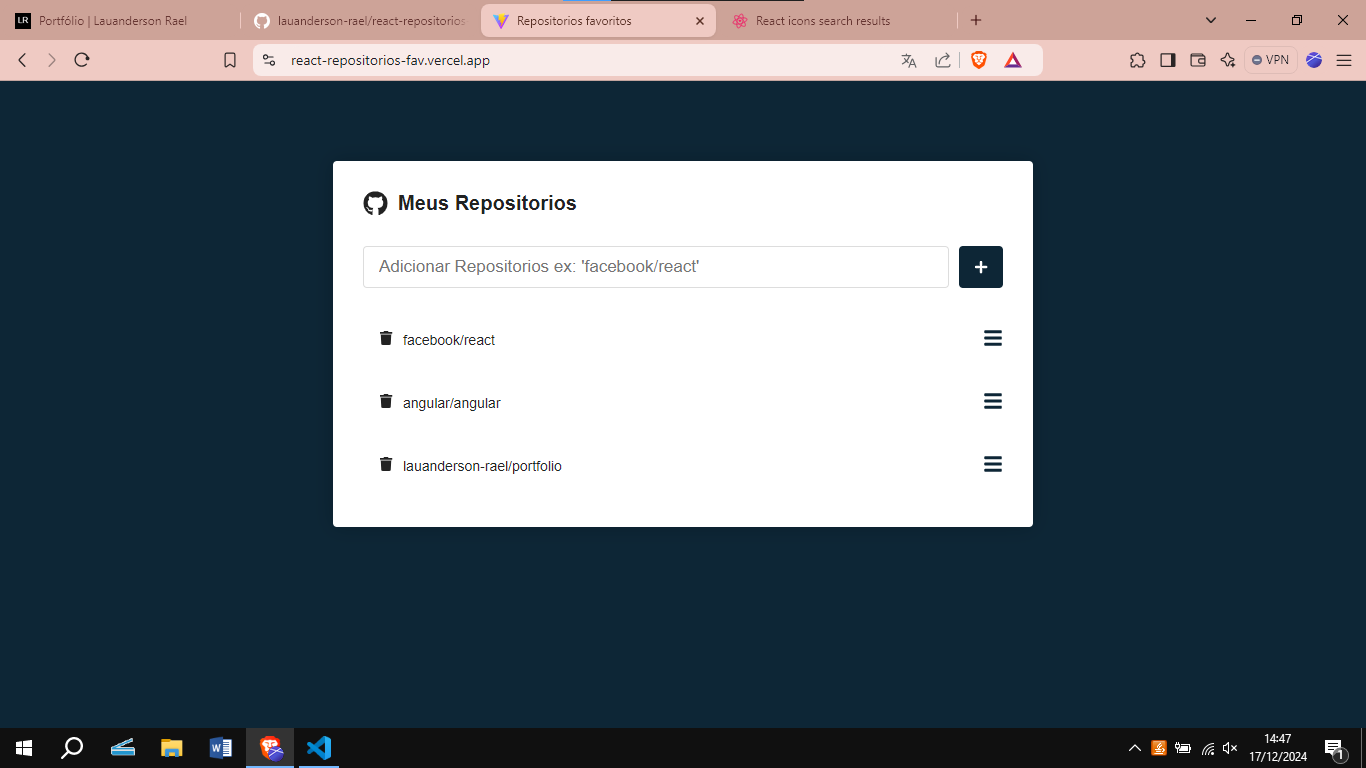 LR Portfólio | Lauanderson Rael
lauanderson-rael/react-repositorios
Repositorios favoritos
React icons search results
react-repositorios-fav.vercel.app
VPN
Meus Repositorios
Adicionar Repositorios ex: 'facebook/react'
facebook/react
angular/angular
lauanderson-rael/portfolio
14:47
17/12/2024
1